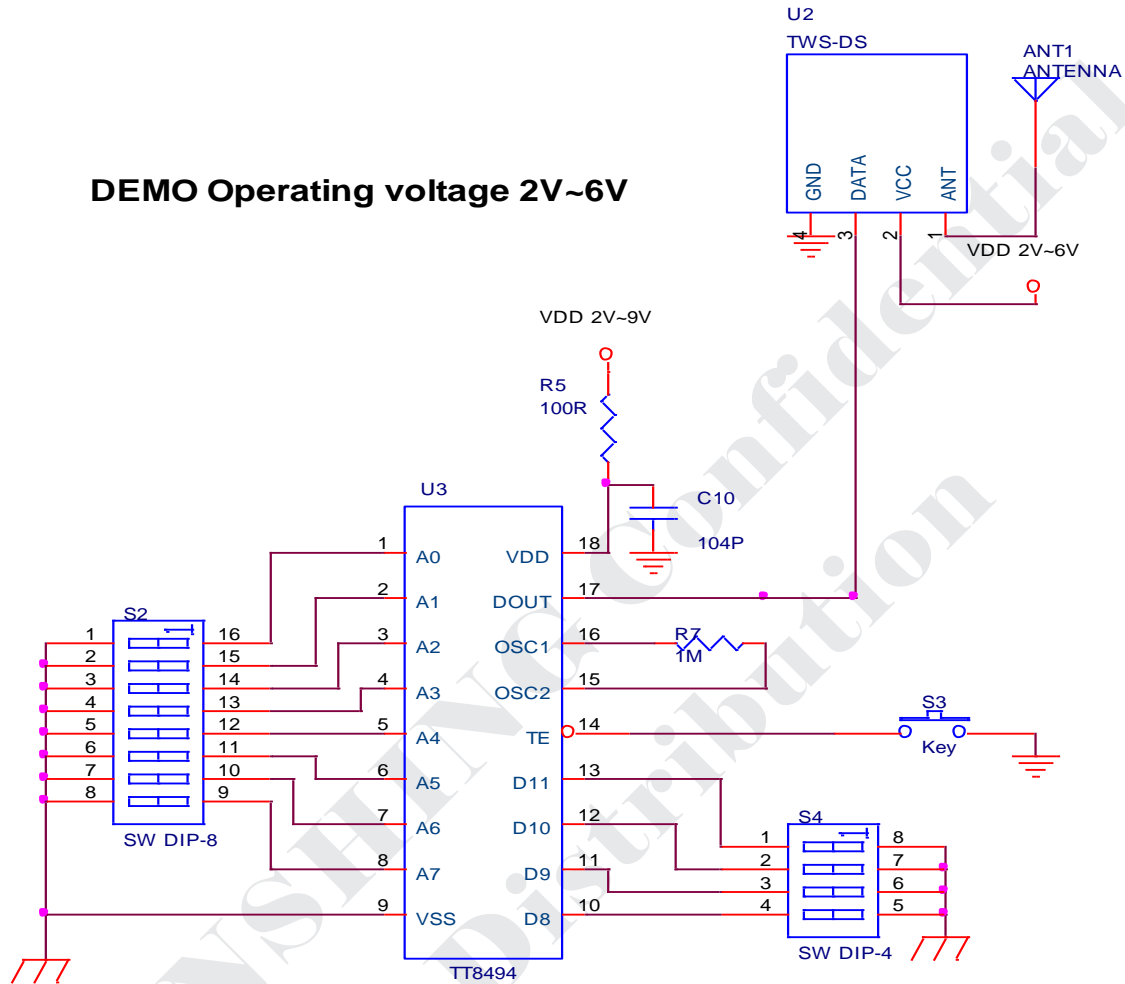 U2
TWS-DS
ANT1
ANTENNA
GND
DATA
VCC
ANT
4
3
2
1
DEMO Operating voltage 2V~6V
VDD 2V~6V
VDD 2V~9V
R5
100R
U3
C10
104P
1
A0
VDD
18
2
A1
DOUT
17
3
A2
OSC1
16
R7
1M
4
A3
OSC2
15
5
A4
TE
14
S3
Key
6
A5
D11
13
7
A6
D10
12
8
A7
D9
11
9
VSS
D8
10
TT8494
S2
1
16
2
15
3
14
4
13
5
12
6
11
7
10
8
9
SW DIP-8
S4
1
8
2
7
3
6
4
5
SW DIP-4
NSHING Confidential
Distribution